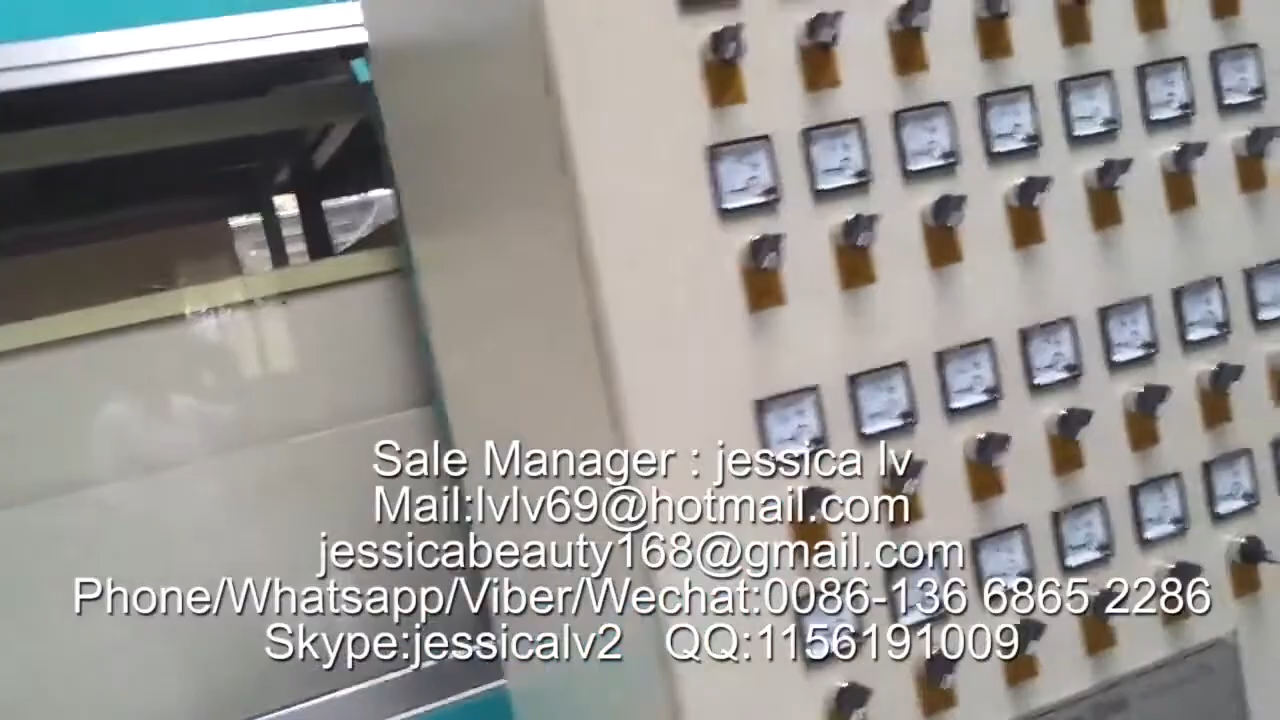 Sale Manager : jessica lv
Mail:lvlv69@hotmail.com
jessicabeauty168@gmail.com
Phone/Whatsapp/Viber/Wechat:0086-136 6865 2286
Skype:jessicalv2 QQ:1156191009